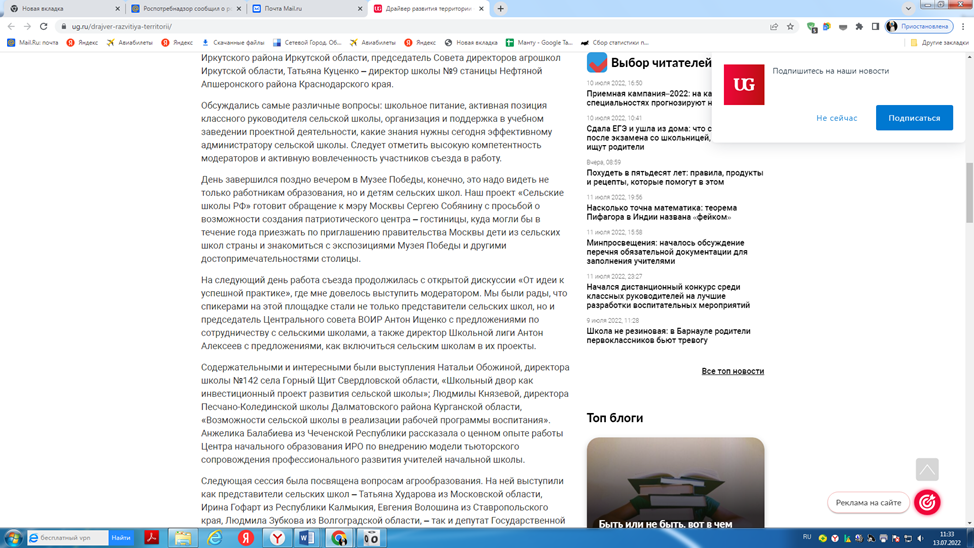 Новая вкладка
Роспотребнадзор сообщил о р
Почта Mail.ru
Драйвер развития территории
ug.ru/drajver-razvitiya-territorii/
Приостановлена
Mail.Ru: почта
Яндекс
Авиабилеты
Яндекс
Скачанные файлы
Сетевой Город. Об...
Авиабилеты
Яндекс
Новая вкладка
Манту - Google Та...
Сбор статистики п...
Другие закладки
Иркутского района Иркутской области, председатель Совета директоров агрошкол
Иркутской области, Татьяна Куценко – директор школы №9 станицы Нефтяной
Апшеронского района Краснодарского края.
Обсуждались самые различные вопросы: школьное питание, активная позиция
классного руководителя сельской школы, организация и поддержка в учебном
заведении проектной деятельности, какие знания нужны сегодня эффективному
администратору сельской школы. Следует отметить высокую компетентность
модераторов и активную вовлеченность участников съезда в работу.
День завершился поздно вечером в Музее Победы, конечно, это надо видеть не
только работникам образования, но и детям сельских школ. Наш проект «Сельские
школы РФ» готовит обращение к мэру Москвы Сергею Собянину с просьбой о
возможности создания патриотического центра – гостиницы, куда могли бы в
течение года приезжать по приглашению правительства Москвы дети из сельских
школ страны и знакомиться с экспозициями Музея Победы и другими
достопримечательностями столицы.
На следующий день работа съезда продолжилась с открытой дискуссии «От идеи к
успешной практике», где мне довелось выступить модератором. Мы были рады, что
спикерами на этой площадке стали не только представители сельских школ, но и
председатель Центрального совета ВОИР Антон Ищенко с предложениями по
сотрудничеству с сельскими школами, а также директор Школьной лиги Антон
Алексеев с предложениями, как включиться сельским школам в их проекты.
Содержательными и интересными были выступления Натальи Обожиной, директора
школы №142 села Горный Щит Свердловской области, «Школьный двор как
инвестиционный проект развития сельской школы»; Людмилы Князевой, директора
Песчано-Колединской школы Далматовского района Курганской области,
«Возможности сельской школы в реализации рабочей программы воспитания».
Анжелика Балабиева из Чеченской Республики рассказала о ценном опыте работы
Центра начального образования ИРО по внедрению модели тьюторского
сопровождения профессионального развития учителей начальной школы.
Следующая сессия была посвящена вопросам агрообразования. На ней выступили
как представители сельских школ – Татьяна Хударова из Московской области,
Ирина Гофарт из Республики Калмыкия, Евгения Волошина из Ставропольского
края, Людмила Зубкова из Волгоградской области, – так и депутат Государственной
Выбор читателей
10 июля 2022, 16:50
Приемная кампания–2022: на ка
специальностях прогнозируют н
10 июля 2022, 10:41
Сдала ЕГЭ и ушла из дома: что с
после экзамена со школьницей,
ищут родители
Вчера, 08:59
Похудеть в пятьдесят лет: правила, продукты
и рецепты, которые помогут в этом
11 июля 2022, 19:56
Насколько точна математика: теорема
Пифагора в Индии названа «фейком»
11 июля 2022, 15:58
Минпросвещения: началось обсуждение
перечня обязательной документации для
заполнения учителями
11 июля 2022, 23:27
Начался дистанционный конкурс среди
классных руководителей на лучшие
разработки воспитательных мероприятий
9 июля 2022, 11:28
Школа не резиновая: в Барнауле родители
первоклассников бьют тревогу
Все топ новости
Топ блоги
Быть или не быть, вот в чем
UG
Подпишитесь на наши новости
Не сейчас
Подписаться
Реклама на сайте
бесплатный vpn
Найти
RU
11:33
13.07.2022